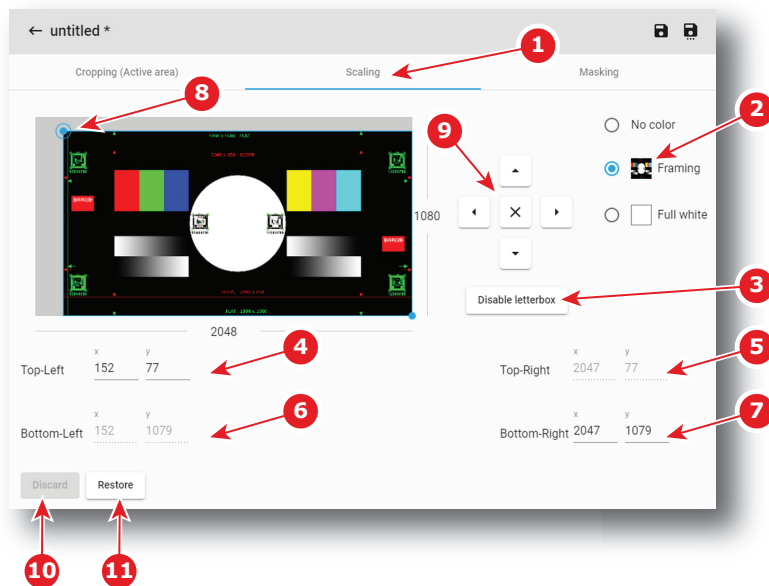 ← untitled *
1
Cropping (Active area)
Scaling
Masking
8
9
2
No color
Framing
Full white
1998 x 1080 FLAT
2048 x 858 SCOPE
BARCO
BARCO
1080
2048
Disable letterbox
3
4
5
x y
Top-Left 152 77
x y
Top-Right 2047 77
6
7
x y
Bottom-Left 152 1079
x y
Bottom-Right 2047 1079
Discard
Restore
10
11